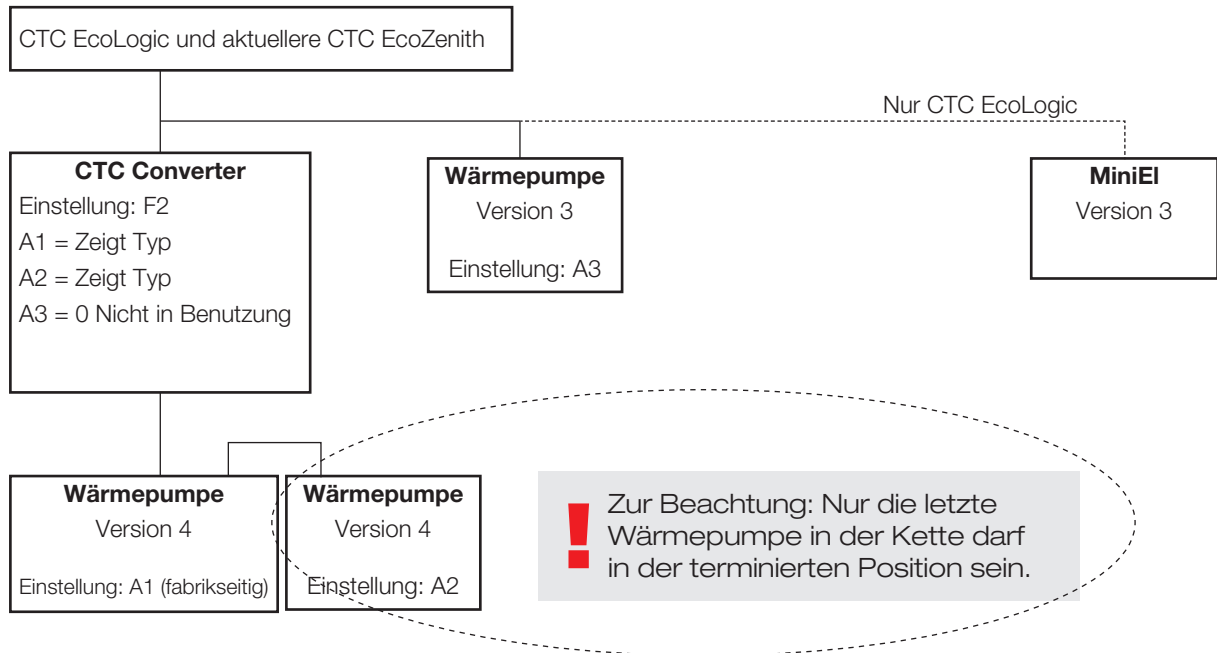 CTC EcoLogic und aktuellere CTC EcoZenith
Nur CTC EcoLogic
CTC Converter
Einstellung: F2
A1 = Zeigt Typ
A2 = Zeigt Typ
A3 = 0 Nicht in Benutzung
Wärmepumpe
Version 3
Einstellung: A3
MiniEl
Version 3
Wärmepumpe
Version 4
Einstellung: A1 (fabrikseitig)
Wärmepumpe
Version 4
Einstellung: A2
! Zur Beachtung: Nur die letzte
Wärmepumpe in der Kette darf
in der terminierten Position sein.